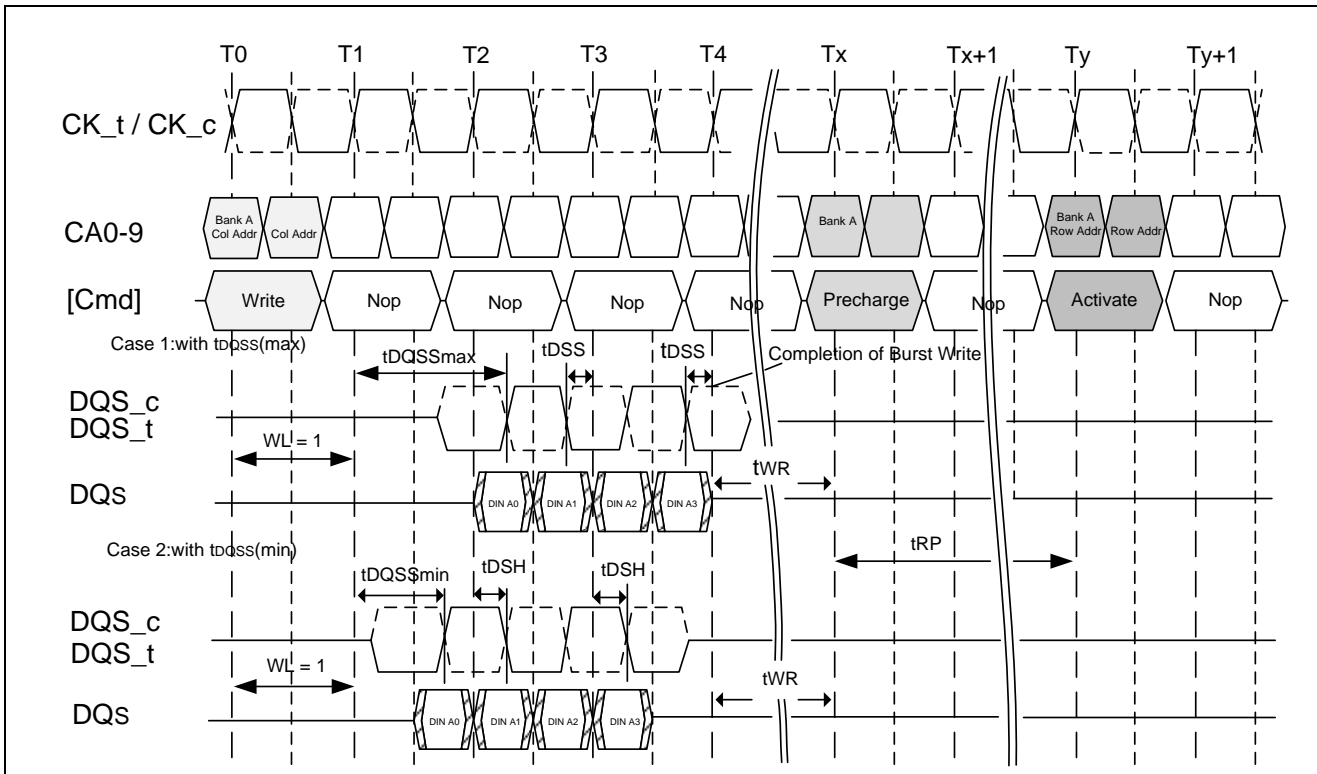 T0 T1 T2 T3 T4 Tx Tx+1 Ty Ty+1
CK_t / CK_c
CA0-9
Bank A
Col Addr
Col Addr
Bank A
Bank A
Row Addr
Row Addr
[Cmd]
Write Nop Nop Nop Nop Precharge Nop Activate Nop
Case 1:with tDQSS(max)
tDQSSmax
tDSS
tDSS
Completion of Burst Write
DQS_c
DQS_t
WL = 1
tWR
DQs
DIN A0 DIN A1 DIN A2 DIN A3
Case 2:with tDQSS(min)
tDQSSmin
tDSH
tDSH
tRP
DQS_c
DQS_t
WL = 1
tWR
DQs
DIN A0 DIN A1 DIN A2 DIN A3